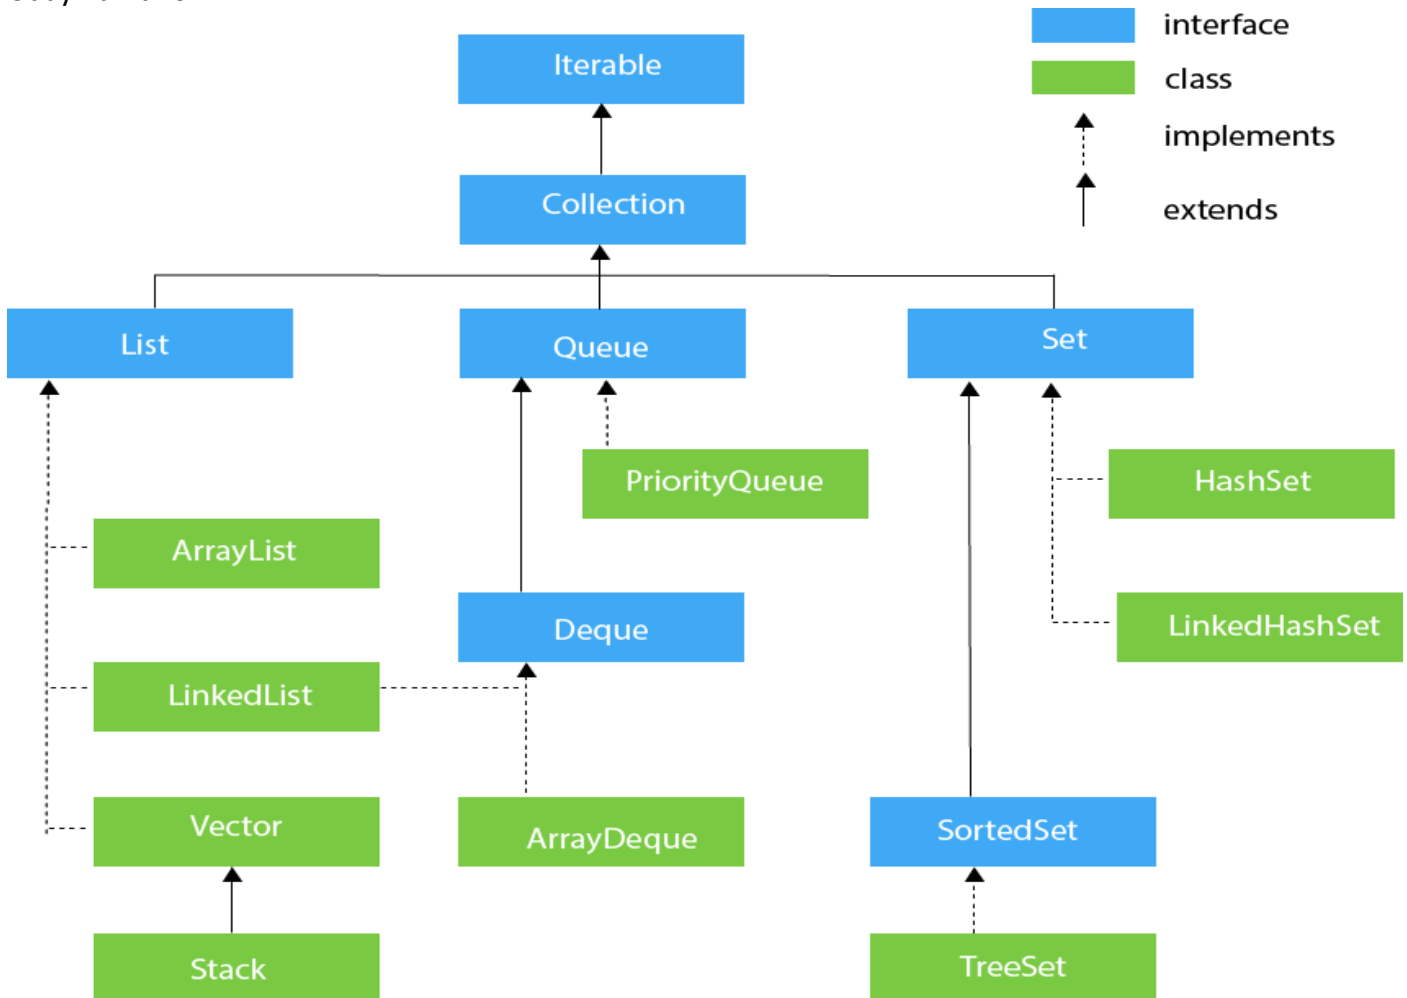 interface
Iterable
class
implements
Collection
extends
List
Queue
Set
PriorityQueue
HashSet
ArrayList
Deque
LinkedHashSet
LinkedList
Vector
ArrayDeque
SortedSet
Stack
TreeSet